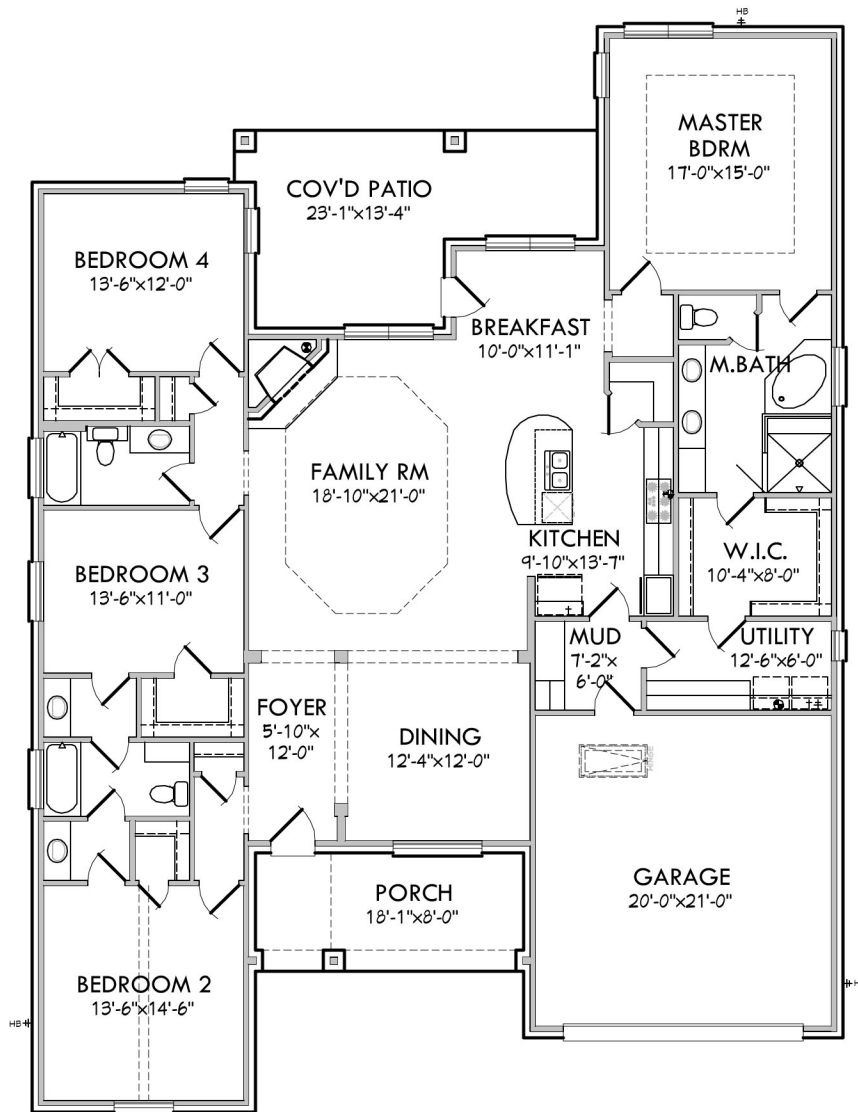 HB
MASTER
BDRM
17'-0"x15'-0"
COV'D PATIO
23'-1"x13'-4"
BEDROOM 4
13'-6"x12'-0"
BREAKFAST
10'-0"x11'-1"
M.BATH
FAMILY RM
18'-10"x21'-0"
KITCHEN
9'-10"x13'-7"
W.I.C.
10'-4"x8'-0"
BEDROOM 3
13'-6"x11'-0"
MUD
7'-2"x
6'-0"
UTILITY
12'-6"x6'-0"
FOYER
5'-10"x
12'-0"
DINING
12'-4"x12'-0"
GARAGE
20'-0"x21'-0"
PORCH
18'-1"x8'-0"
BEDROOM 2
13'-6"x14'-6"
HB